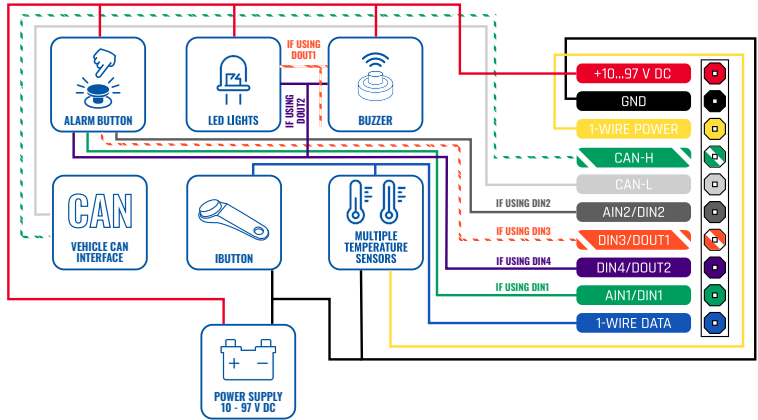 IF USING
DOUT1
IF USING
DOUT2
ALARM BUTTON
LED LIGHTS
BUZZER
CAN
VEHICLE CAN
INTERFACE
IBUTTON
MULTIPLE
TEMPERATURE
SENSORS
+ -
POWER SUPPLY
10 - 97 V DC
+10...97 V DC
GND
1-WIRE POWER
CAN-H
CAN-L
IF USING DIN2
AIN2/DIN2
IF USING DIN3
DIN3/DOUT1
IF USING DIN4
DIN4/DOUT2
IF USING DIN1
AIN1/DIN1
1-WIRE DATA